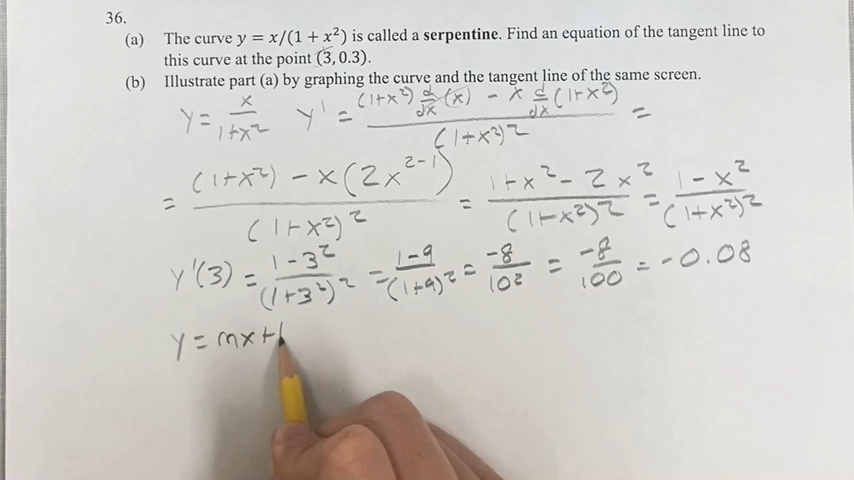 36.
(a) The curve y = x/(1 + x²) is called a serpentine. Find an equation of the tangent line to
this curve at the point (3, 0.3).
(b) Illustrate part (a) by graphing the curve and the tangent line of the same screen.
y = x/(1+x²) y' = ((1+x²) d/dx (x) - x d/dx (1+x²))/(1+x²)² =
= ((1+x²) - x(2x²⁻¹))/(1+x²)² = (1+x² - 2x²)/(1+x²)² = (1-x²)/(1+x²)²
y'(3) = (1-3²)/(1+3²)² = (1-9)/(1+9)² = -8/10² = -8/100 = -0.08
y = mx+